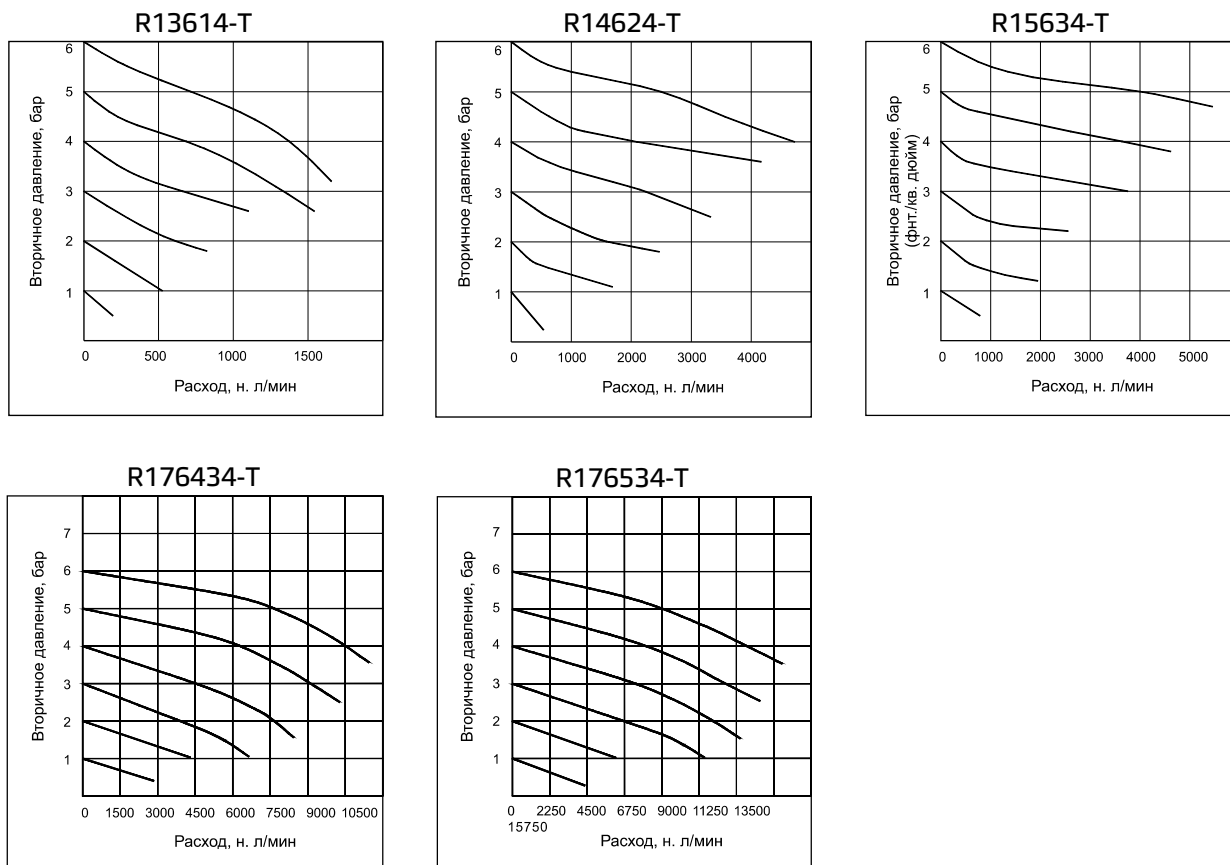 R13614-T
R14624-T
R15634-T
Вторичное давление, бар
6
5
4
3
2
1
0 500 1000 1500
Расход, н. л/мин
Вторичное давление, бар
6
5
4
3
2
1
0 1000 2000 3000 4000
Расход, н. л/мин
Вторичное давление, бар
(фнт./кв. дюйм)
6
5
4
3
2
1
0 1000 2000 3000 4000 5000
Расход, н. л/мин
R176434-T
R176534-T
Вторичное давление, бар
7
6
5
4
3
2
1
0 1500 3000 4500 6000 7500 9000 10500
Расход, н. л/мин
Вторичное давление, бар
7
6
5
4
3
2
1
0 2250 4500 6750 9000 11250 13500
15750
Расход, н. л/мин